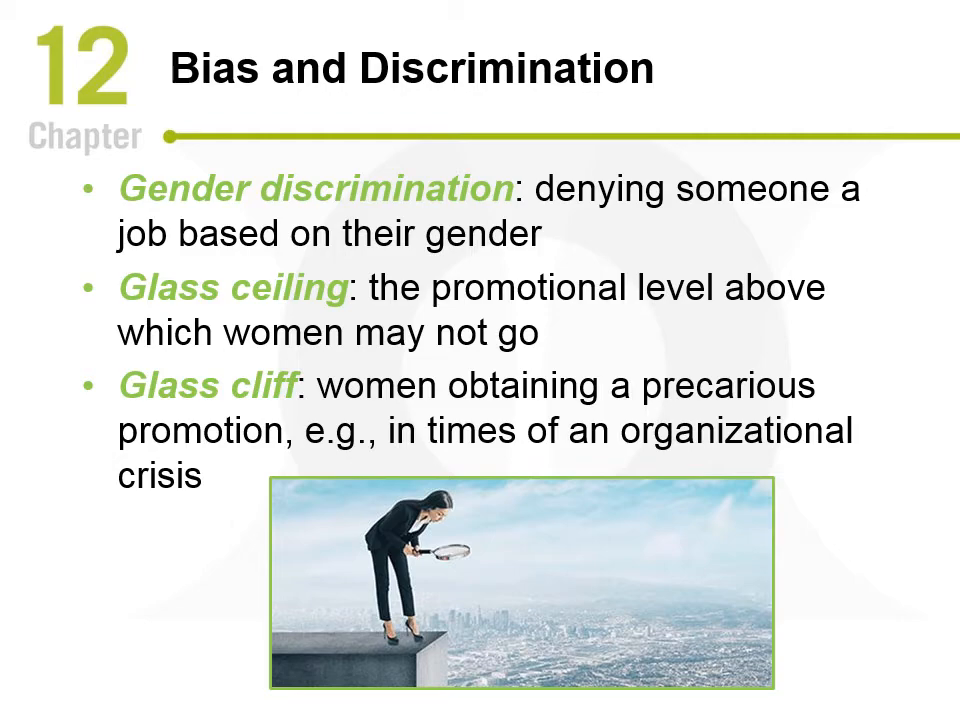 12
Chapter
Bias and Discrimination
• Gender discrimination: denying someone a
job based on their gender
• Glass ceiling: the promotional level above
which women may not go
• Glass cliff: women obtaining a precarious
promotion, e.g., in times of an organizational
crisis